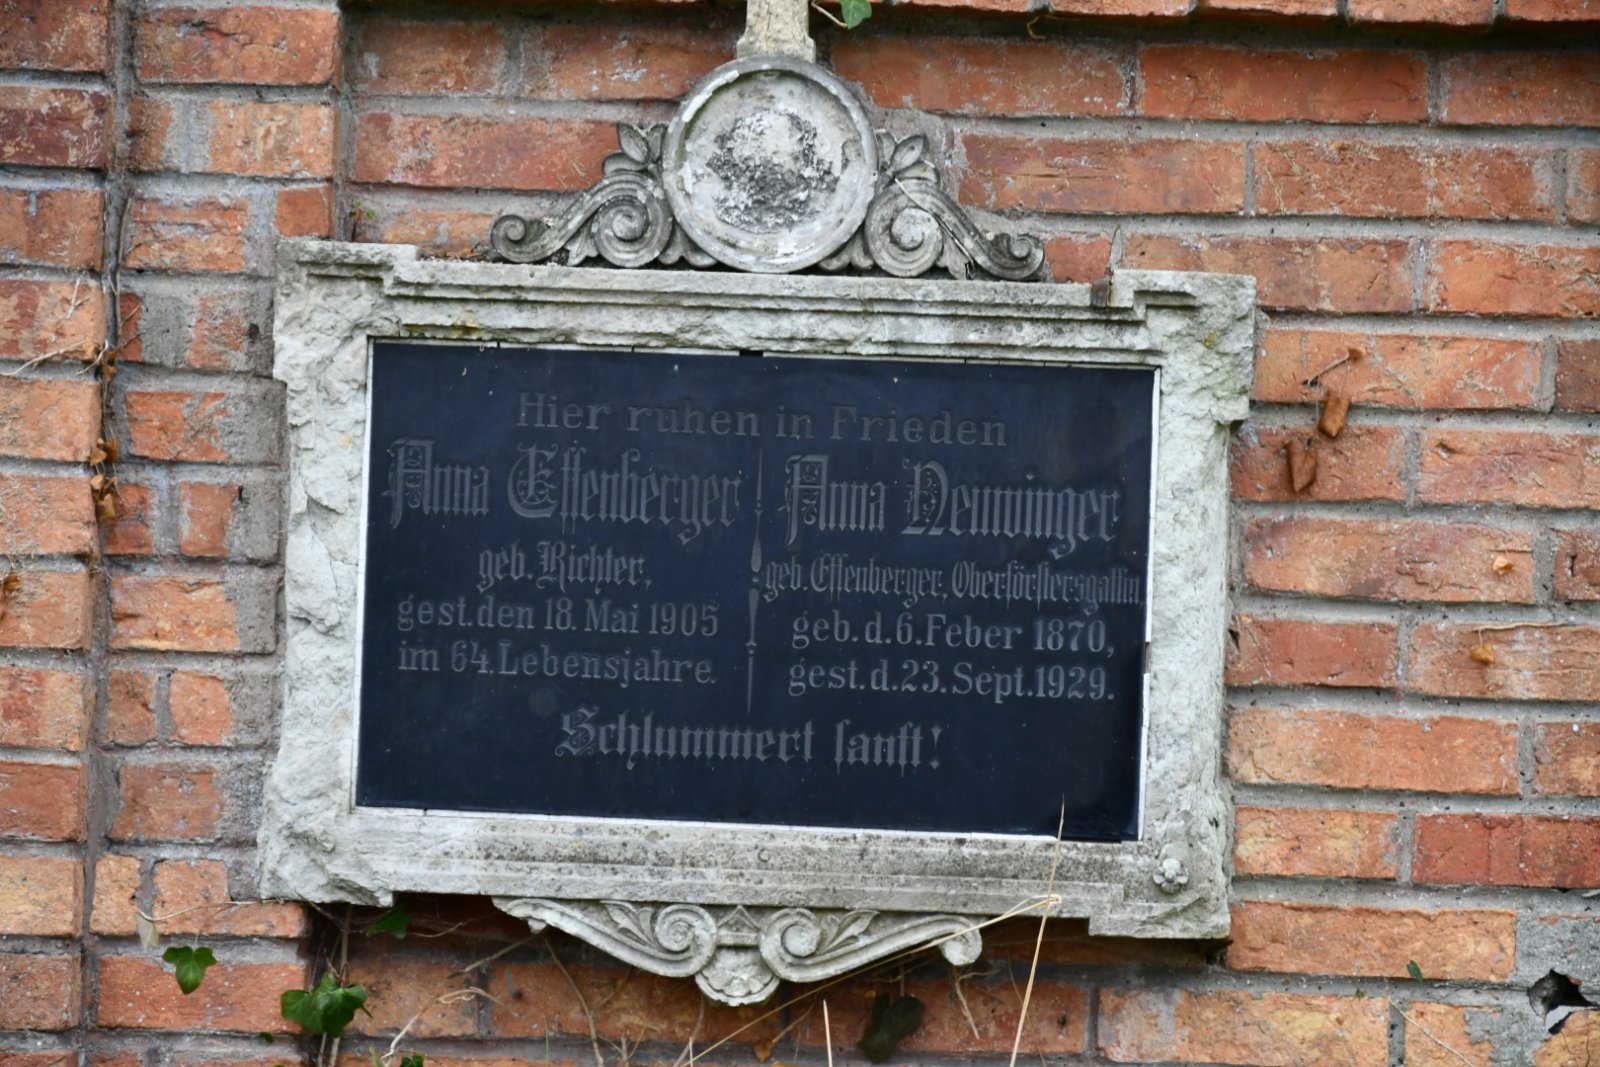 Hier ruhen in Frieden
Anna Effenberger
geb. Richter,
gest. den 18. Mai 1905
im 64. Lebensjahre.
Anna Nenninger
geb. Effenberger, Oberförstersgattin,
geb. d. 6. Feber 1870,
gest. d. 23. Sept. 1929.
Schlummert sanft!